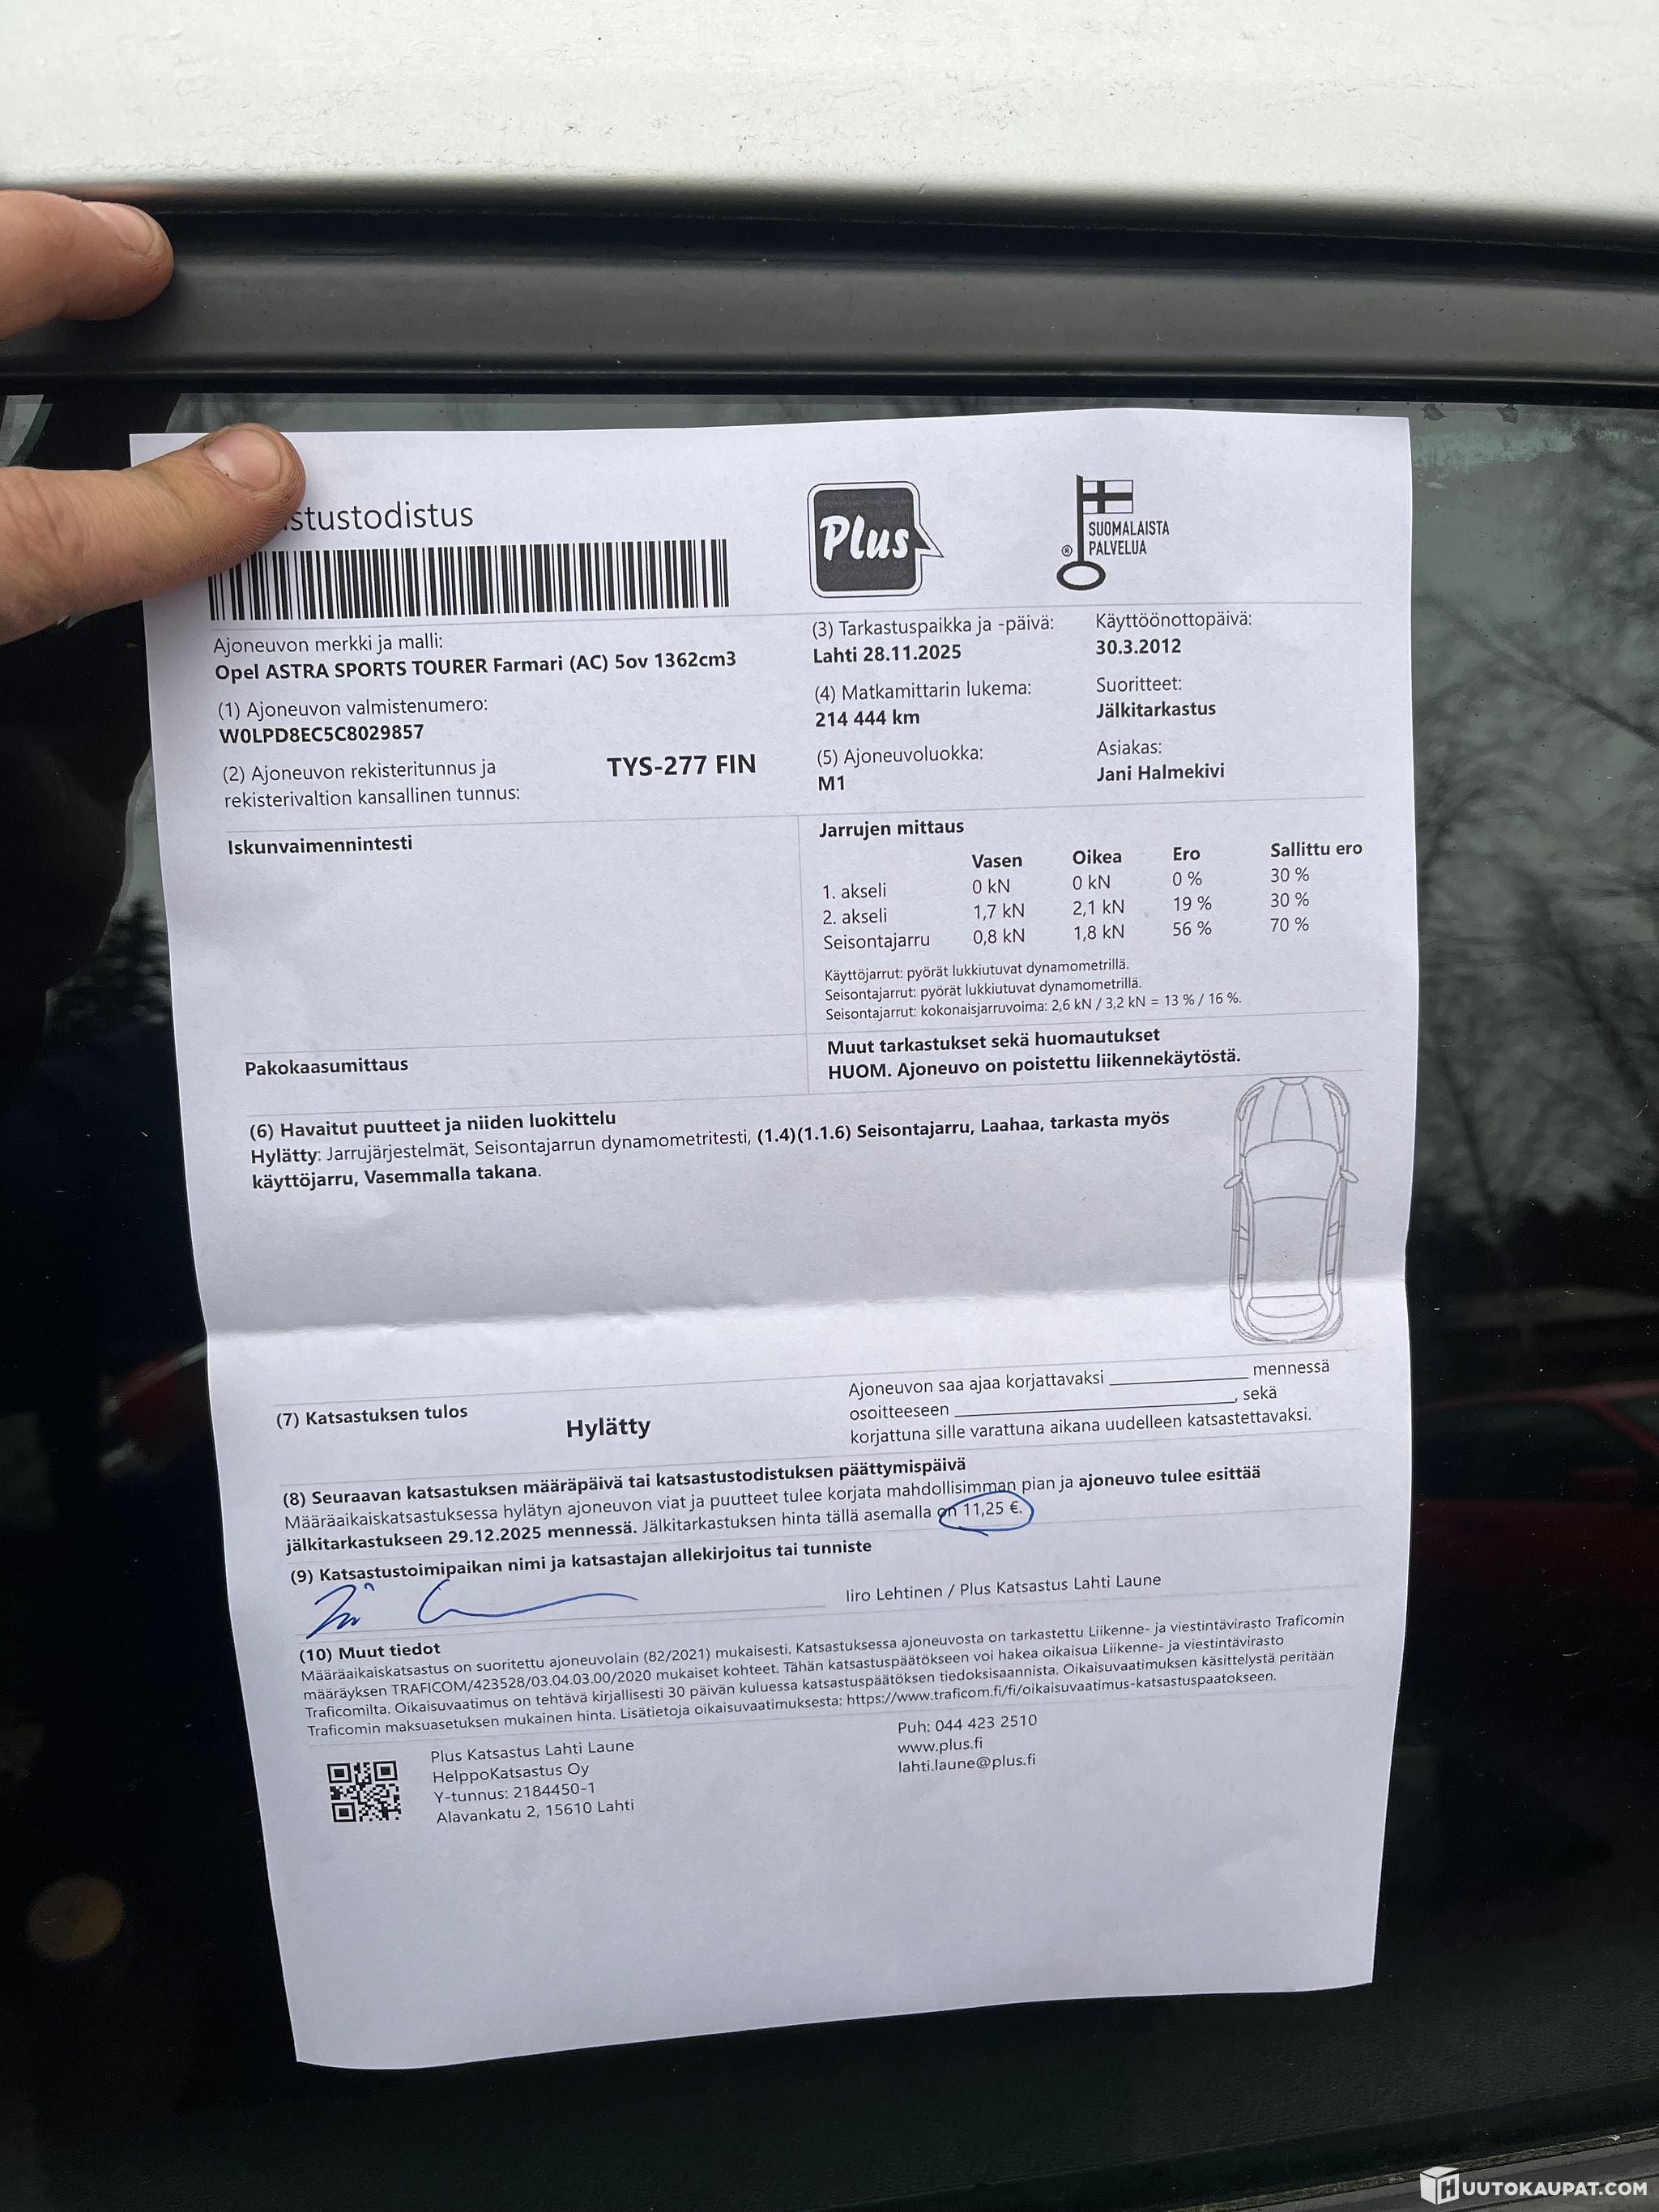 stustodistus
Plus
SUOMALAISTA
® PALVELUA
Ajoneuvon merkki ja malli:
Opel ASTRA SPORTS TOURER Farmari (AC) 5ov 1362cm3
(1) Ajoneuvon valmistenumero:
W0LPD8EC5C8029857
(2) Ajoneuvon rekisteritunnus ja
rekisterivaltion kansallinen tunnus:
TYS-277 FIN
(3) Tarkastuspaikka ja -päivä:
Lahti 28.11.2025
(4) Matkamittarin lukema:
214 444 km
(5) Ajoneuvoluokka:
M1
Käyttöönottopäivä:
30.3.2012
Suoritteet:
Jälkitarkastus
Asiakas:
Jani Halmekivi
Iskunvaimennintesti
Jarrujen mittaus
Vasen Oikea Ero Sallittu ero
1. akseli 0 kN 0 kN 0 % 30 %
2. akseli 1,7 kN 2,1 kN 19 % 30 %
Seisontajarru 0,8 kN 1,8 kN 56 % 70 %
Käyttöjarrut: pyörät lukkiutuvat dynamometrillä.
Seisontajarrut: pyörät lukkiutuvat dynamometrillä.
Seisontajarrut: kokonaisjarruvoima: 2,6 kN / 3,2 kN = 13 % / 16 %.
Pakokaasumittaus
Muut tarkastukset sekä huomautukset
HUOM. Ajoneuvo on poistettu liikennekäytöstä.
(6) Havaitut puutteet ja niiden luokittelu
Hylätty: Jarrujärjestelmät, Seisontajarrun dynamometritesti, (1.4)(1.1.6) Seisontajarru, Laahaa, tarkasta myös
käyttöjarru, Vasemmalla takana.
(7) Katsastuksen tulos
Hylätty
Ajoneuvon saa ajaa korjattavaksi ______________ mennessä
osoitteeseen ____________________________, sekä
korjattuna sille varattuna aikana uudelleen katsastettavaksi.
(8) Seuraavan katsastuksen määräpäivä tai katsastustodistuksen päättymispäivä
Määräaikaiskatsastuksessa hylätyn ajoneuvon viat ja puutteet tulee korjata mahdollisimman pian ja ajoneuvo tulee esittää
jälkitarkastukseen 29.12.2025 mennessä. Jälkitarkastuksen hinta tällä asemalla on 11,25 €.
(9) Katsastustoimipaikan nimi ja katsastajan allekirjoitus tai tunniste
Iiro Lehtinen / Plus Katsastus Lahti Laune
(10) Muut tiedot
Määräaikaiskatsastus on suoritettu ajoneuvolain (82/2021) mukaisesti. Katsastuksessa ajoneuvosta on tarkastettu Liikenne- ja viestintävirasto Traficomin
määräyksen TRAFICOM/423528/03.04.03.00/2020 mukaiset kohteet. Tähän katsastuspäätökseen voi hakea oikaisua Liikenne- ja viestintävirasto
Traficomilta. Oikaisuvaatimus on tehtävä kirjallisesti 30 päivän kuluessa katsastuspäätöksen tiedoksisaannista. Oikaisuvaatimuksen käsittelystä peritään
Traficomin maksuasetuksen mukainen hinta. Lisätietoja oikaisuvaatimuksesta: https://www.traficom.fi/fi/oikaisuvaatimus-katsastuspaatokseen.
Plus Katsastus Lahti Laune
HelppoKatsastus Oy
Y-tunnus: 2184450-1
Alavankatu 2, 15610 Lahti
Puh: 044 423 2510
www.plus.fi
lahti.laune@plus.fi
HUUTOKAUPAT.COM